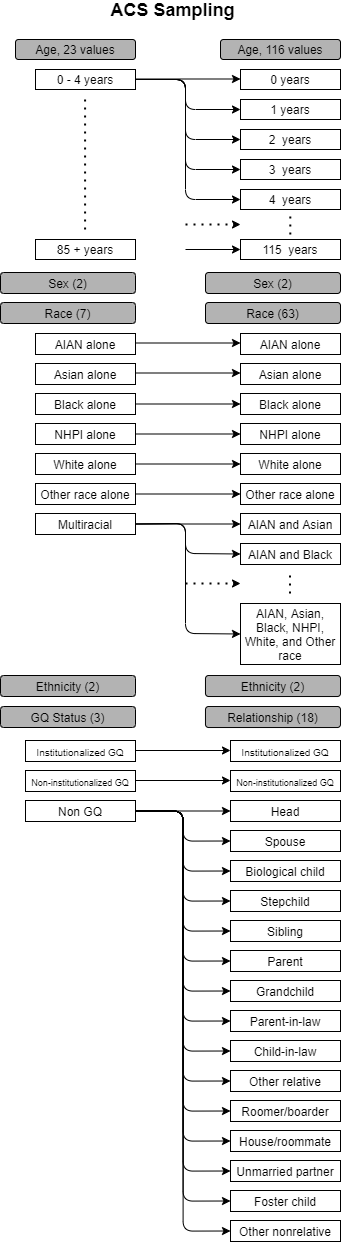 ACS Sampling
Age, 23 values
Age, 116 values
0 - 4 years
0 years
1 years
2 years
3 years
4 years
85 + years
115 years
Sex (2)
Sex (2)
Race (7)
Race (63)
AIAN alone
AIAN alone
Asian alone
Asian alone
Black alone
Black alone
NHPI alone
NHPI alone
White alone
White alone
Other race alone
Other race alone
Multiracial
AIAN and Asian
AIAN and Black
AIAN, Asian,
Black, NHPI,
White, and Other
race
Ethnicity (2)
Ethnicity (2)
GQ Status (3)
Relationship (18)
Institutionalized GQ
Institutionalized GQ
Non-institutionalized GQ
Non-institutionalized GQ
Non GQ
Head
Spouse
Biological child
Stepchild
Sibling
Parent
Grandchild
Parent-in-law
Child-in-law
Other relative
Roomer/boarder
House/roommate
Unmarried partner
Foster child
Other nonrelative